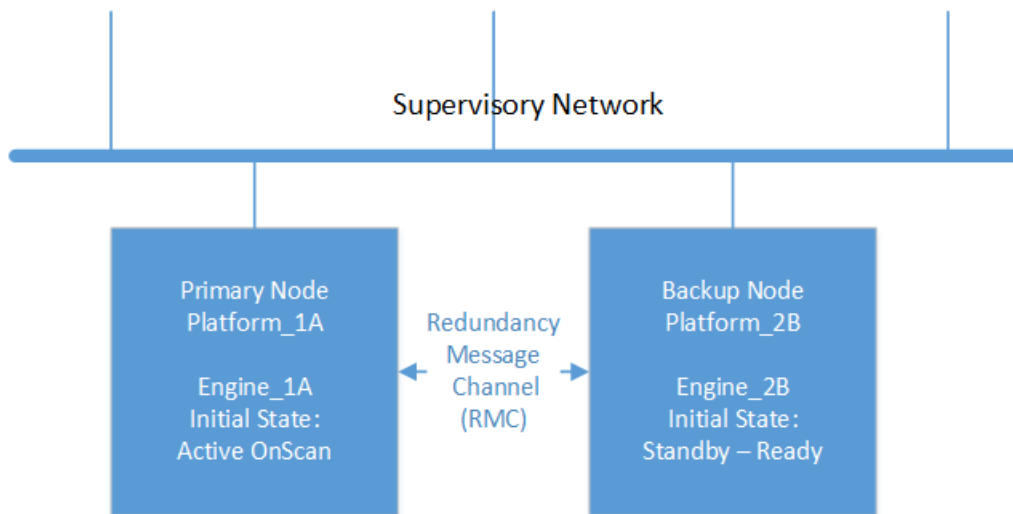 Supervisory Network
Primary Node
Platform_1A
Engine_1A
Initial State:
Active OnScan
Redundancy
Message
Channel
(RMC)
Backup Node
Platform_2B
Engine_2B
Initial State:
Standby – Ready